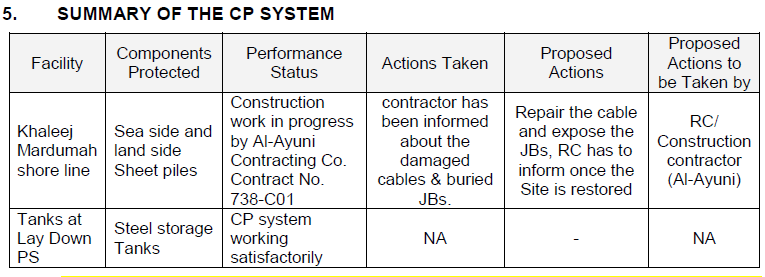 5. SUMMARY OF THE CP SYSTEM
Facility
Components
Protected
Performance
Status
Actions Taken
Proposed
Actions
Proposed
Actions to
be Taken by
Khaleej
Mardumah
shore line
Sea side and
land side
Sheet piles
Construction
work in progress
by Al-Ayuni
Contracting Co.
Contract No.
738-C01
contractor has
been informed
about the
damaged
cables & buried
JBs.
Repair the cable
and expose the
JBs, RC has to
inform once the
Site is restored
RC/
Construction
contractor
(Al-Ayuni)
Tanks at
Lay Down
PS
Steel storage
Tanks
CP system
working
satisfactorily
NA
-
NA